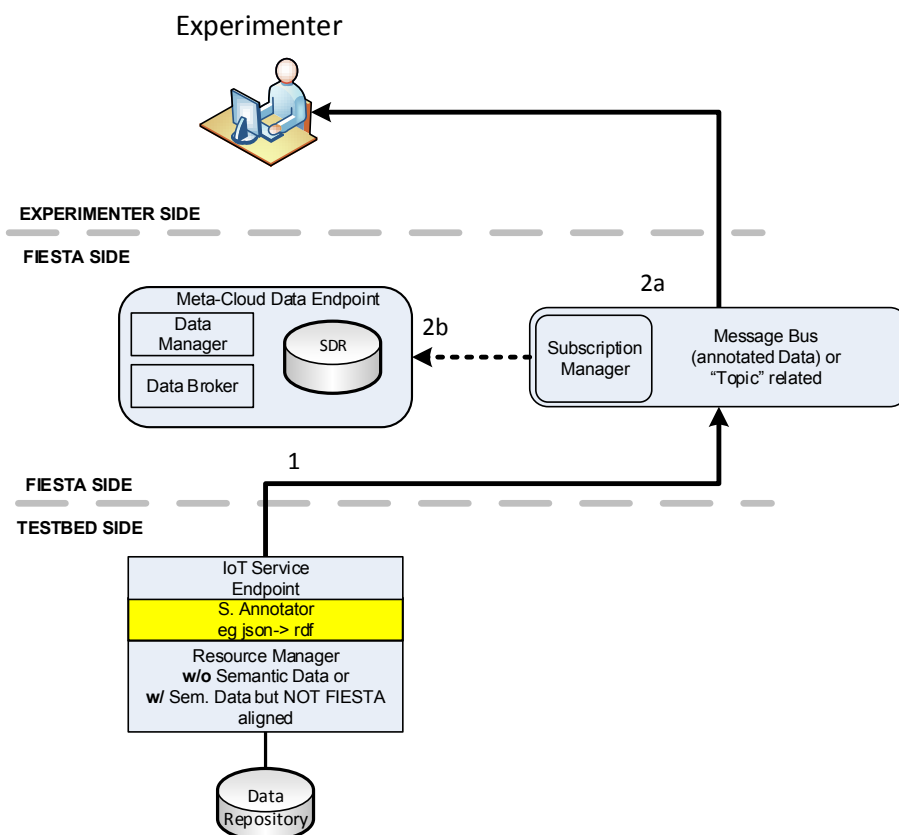 Experimenter
EXPERIMENTER SIDE
FIESTA SIDE
Meta-Cloud Data Endpoint
Data
Manager
Data Broker
SDR
2b
2a
Subscription
Manager
Message Bus
(annotated Data) or
“Topic” related
1
FIESTA SIDE
TESTBED SIDE
IoT Service
Endpoint
S. Annotator
eg json-> rdf
Resource Manager
w/o Semantic Data or
w/ Sem. Data but NOT FIESTA
aligned
Data
Repository